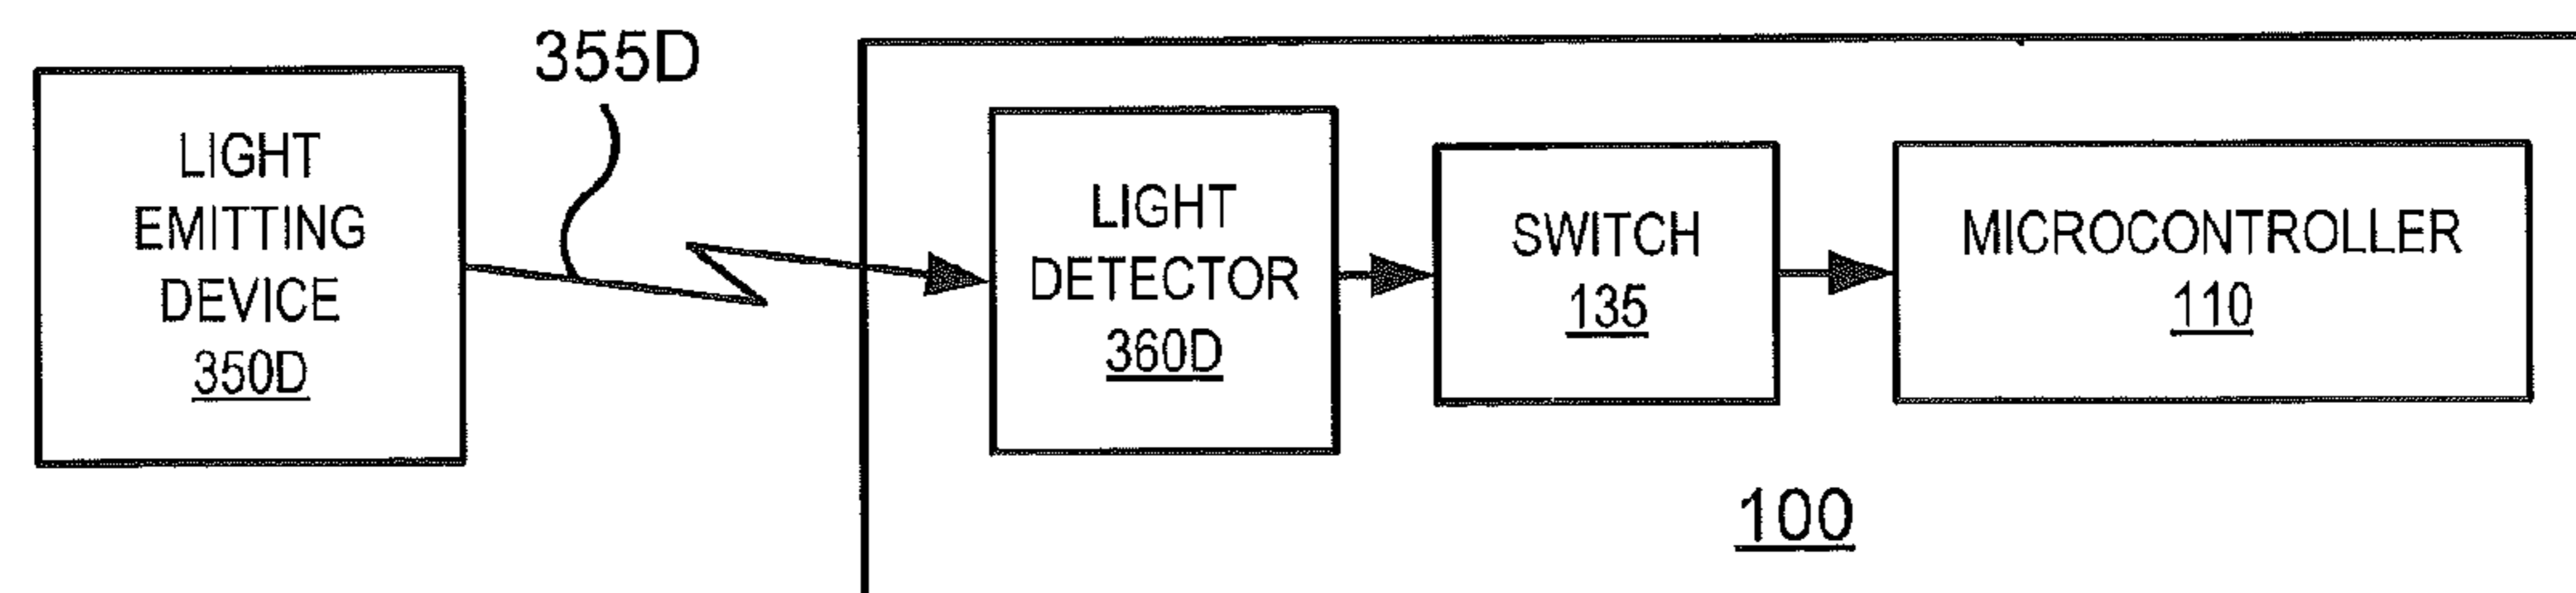 355D
LIGHT
EMITTING
DEVICE
350D
LIGHT
DETECTOR
360D
SWITCH
135
MICROCONTROLLER
110
100